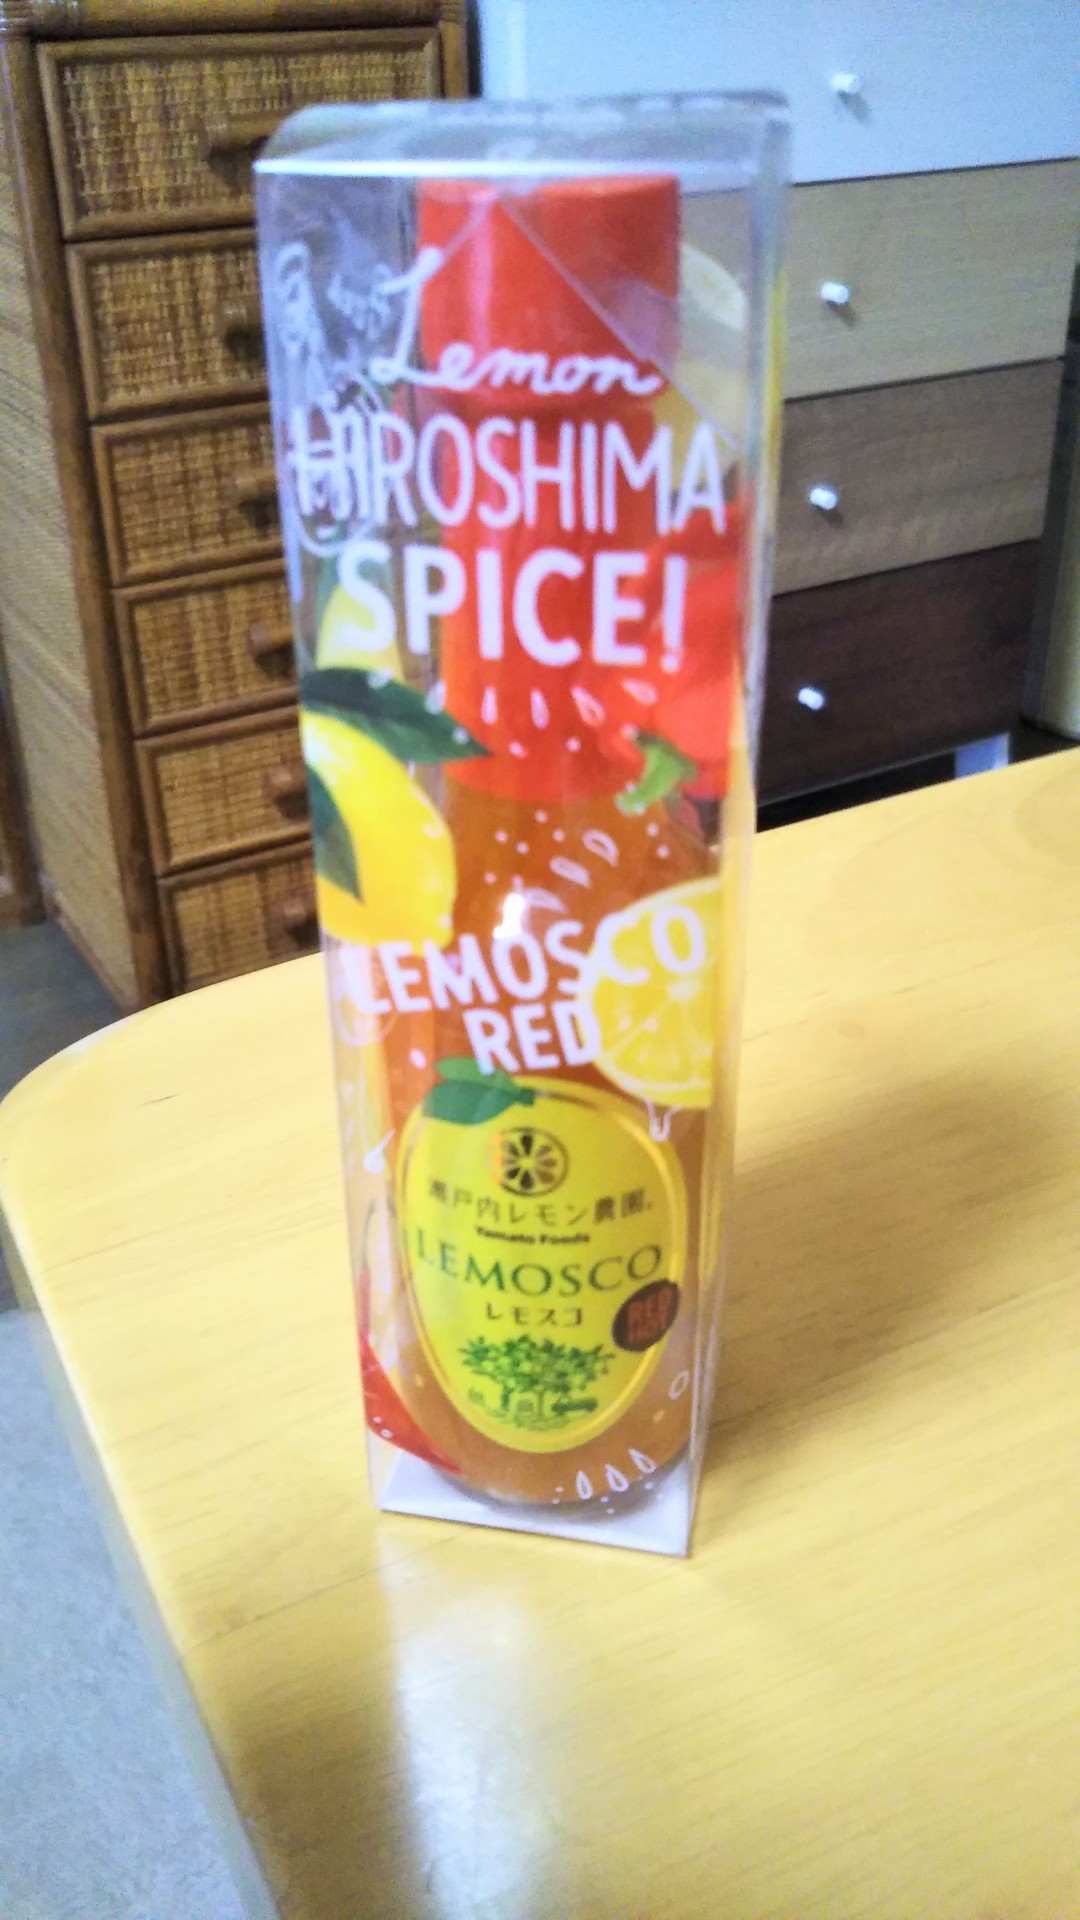 Lemon
HIROSHIMA
SPICE!
LEMOSCO
RED
瀬戸内レモン農園®
Yamato Foods
LEMOSCO
レモスコ
RED
HOT